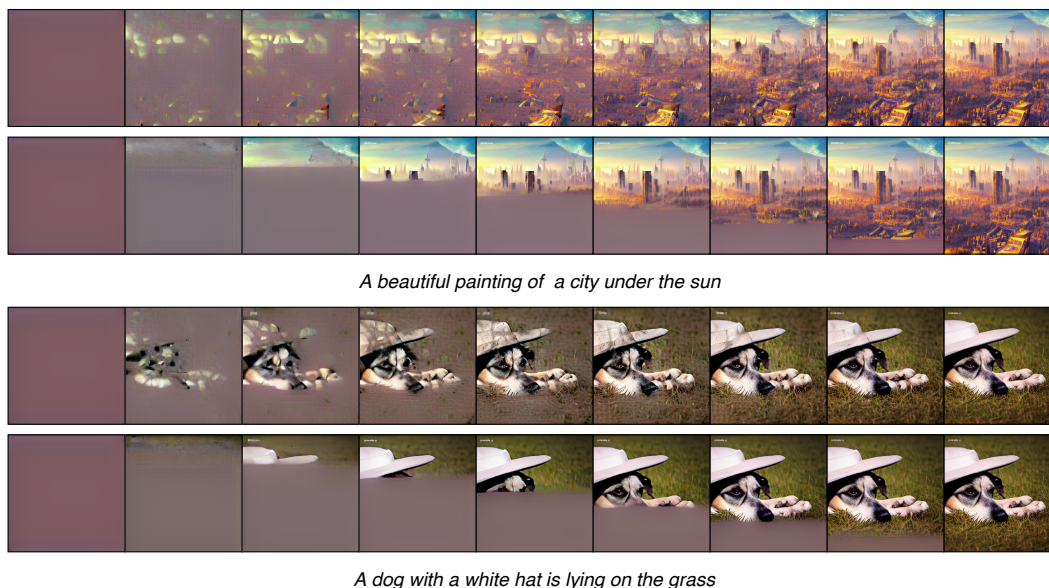 A beautiful painting of a city under the sun
A dog with a white hat is lying on the grass